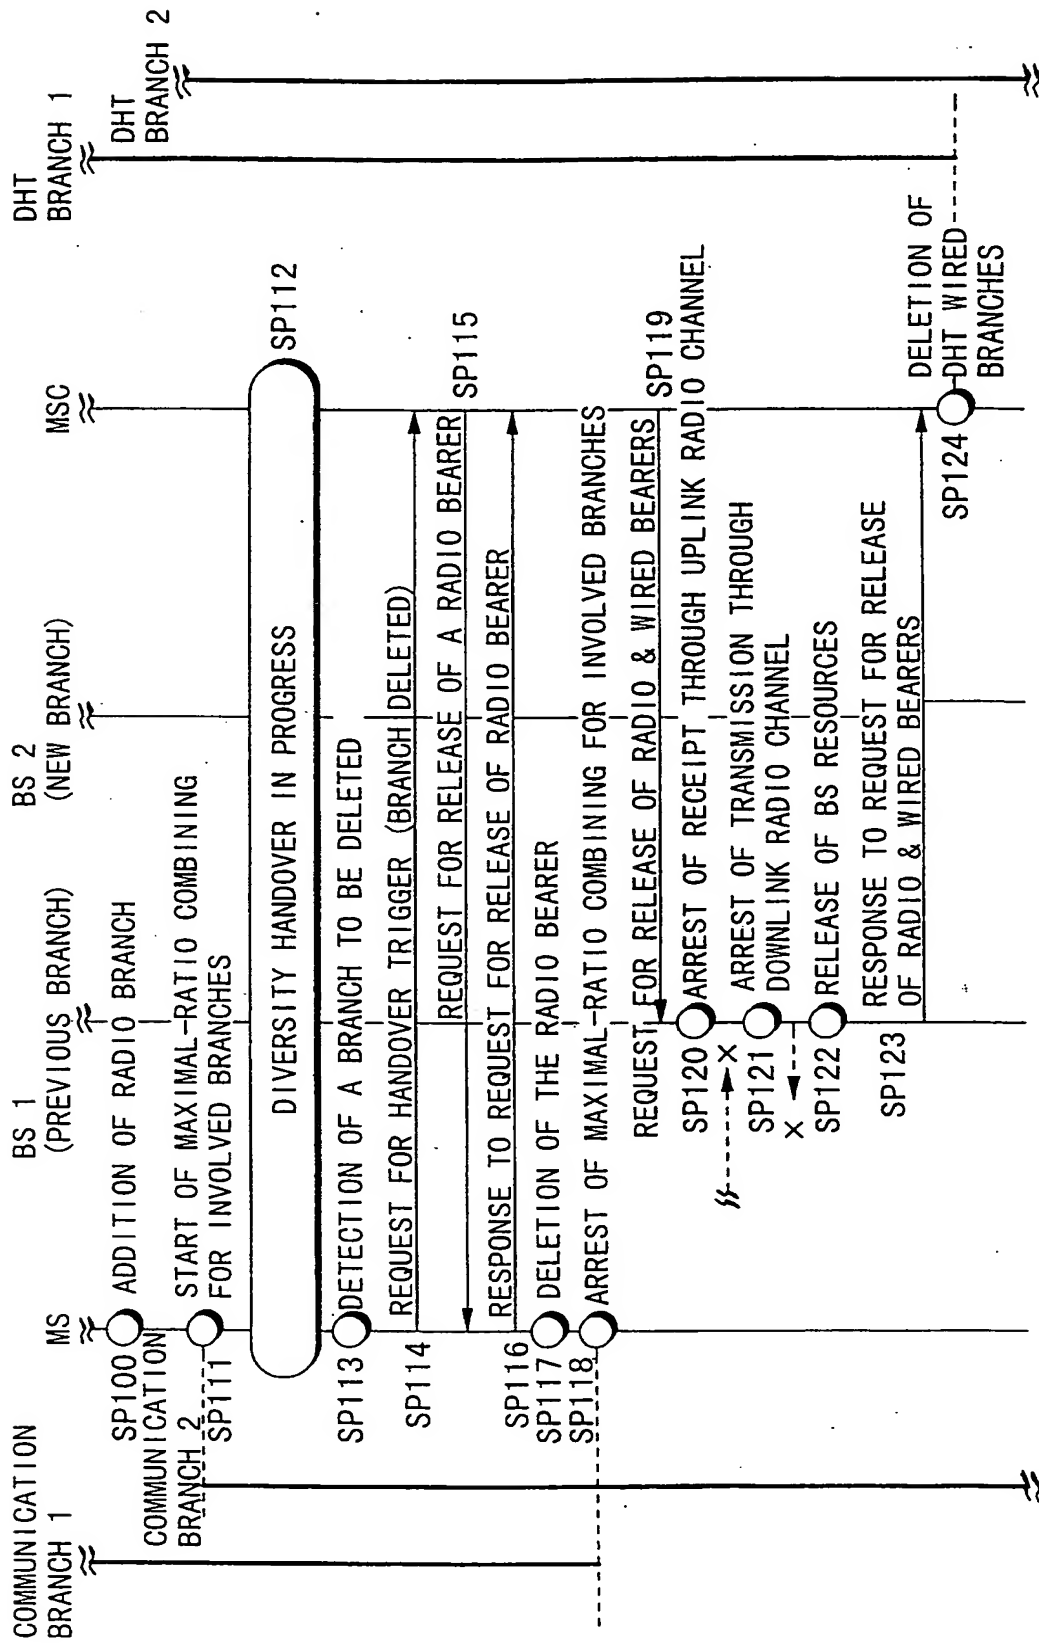 COMMUNICATION
BRANCH 1
MS
BS 1
(PREVIOUS BRANCH)
BS 2
(NEW BRANCH)
MSC
DHT
BRANCH 1
DHT
BRANCH 2
SP100
ADDITION OF RADIO BRANCH
COMMUNICATION
BRANCH 2
SP111
START OF MAXIMAL-RATIO COMBINING
FOR INVOLVED BRANCHES
DIVERSITY HANDOVER IN PROGRESS
SP112
SP113
DETECTION OF A BRANCH TO BE DELETED
SP114
REQUEST FOR HANDOVER TRIGGER (BRANCH DELETED)
REQUEST FOR RELEASE OF A RADIO BEARER
SP115
RESPONSE TO REQUEST FOR RELEASE OF RADIO BEARER
SP116
SP117
DELETION OF THE RADIO BEARER
SP118
ARREST OF MAXIMAL-RATIO COMBINING FOR INVOLVED BRANCHES
REQUEST FOR RELEASE OF RADIO & WIRED BEARERS
SP119
SP120
ARREST OF RECEIPT THROUGH UPLINK RADIO CHANNEL
X
SP121
ARREST OF TRANSMISSION THROUGH
DOWNLINK RADIO CHANNEL
X
SP122
RELEASE OF BS RESOURCES
SP123
RESPONSE TO REQUEST FOR RELEASE
OF RADIO & WIRED BEARERS
SP124
DELETION OF
DHT WIRED
BRANCHES